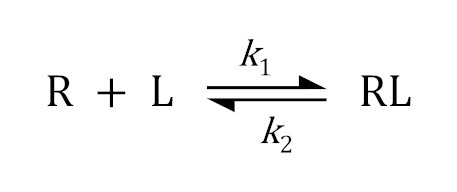 k₁
R + L ⇌ RL
k₂